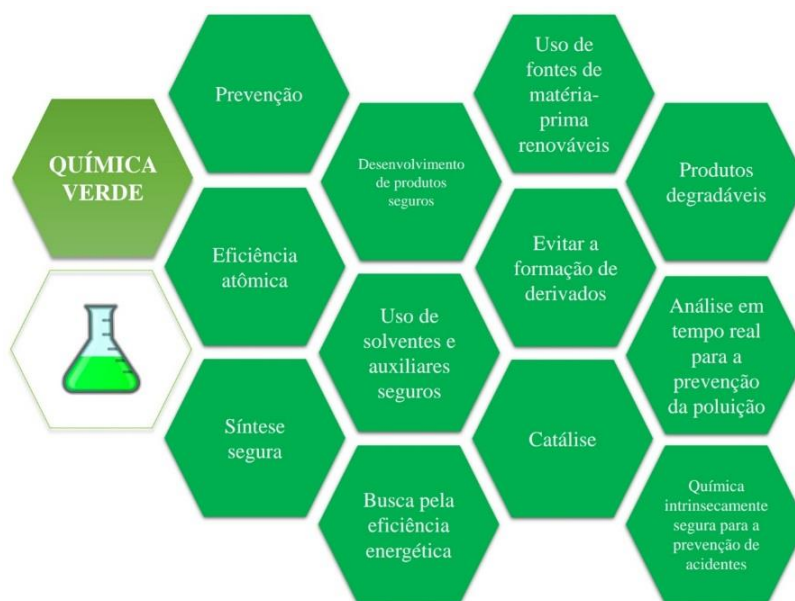 QUÍMICA
VERDE
Prevenção
Eficiência
atômica
Síntese
segura
Desenvolvimento
de produtos
seguros
Uso de
solventes e
auxiliares
seguros
Busca pela
eficiência
energética
Uso de
fontes de
matéria-
prima
renováveis
Evitar a
formação de
derivados
Catálise
Produtos
degradáveis
Análise em
tempo real
para a
prevenção
da poluição
Química
intrinsecamente
segura para a
prevenção de
acidentes